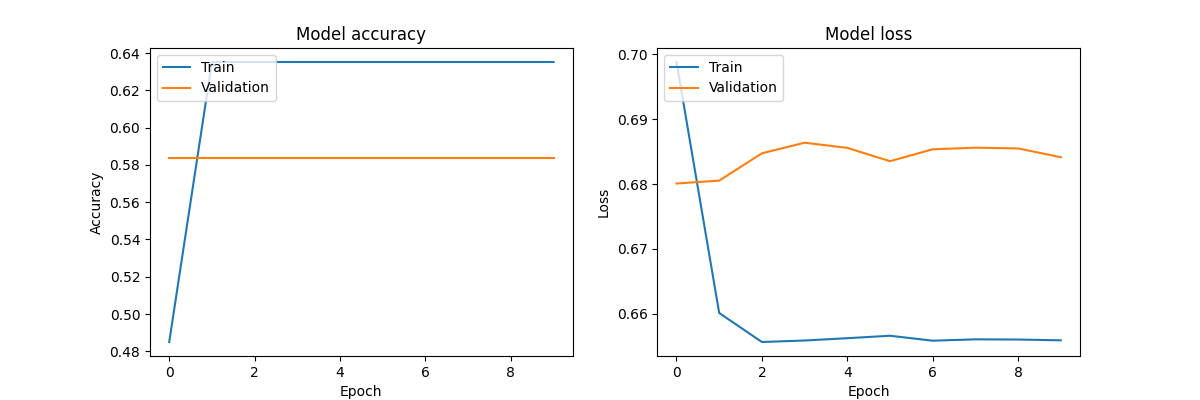 Model accuracy
Train
Validation
0.64
0.62
0.60
0.58
0.56
0.54
0.52
0.50
0.48
Accuracy
0 2 4 6 8
Epoch
Model loss
Train
Validation
0.70
0.69
0.68
0.67
0.66
Loss
0 2 4 6 8
Epoch